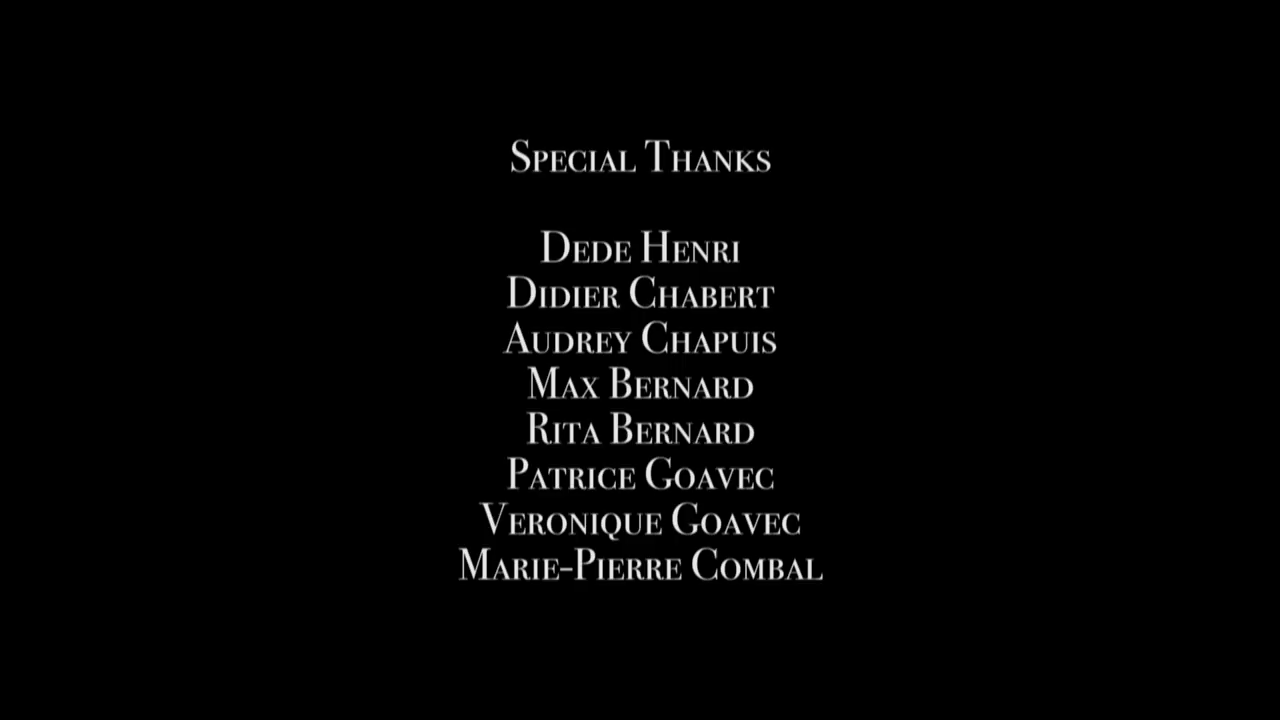 Special Thanks
Dede Henri
Didier Chabert
Audrey Chapuis
Max Bernard
Rita Bernard
Patrice Goavec
Veronique Goavec
Marie-Pierre Combal